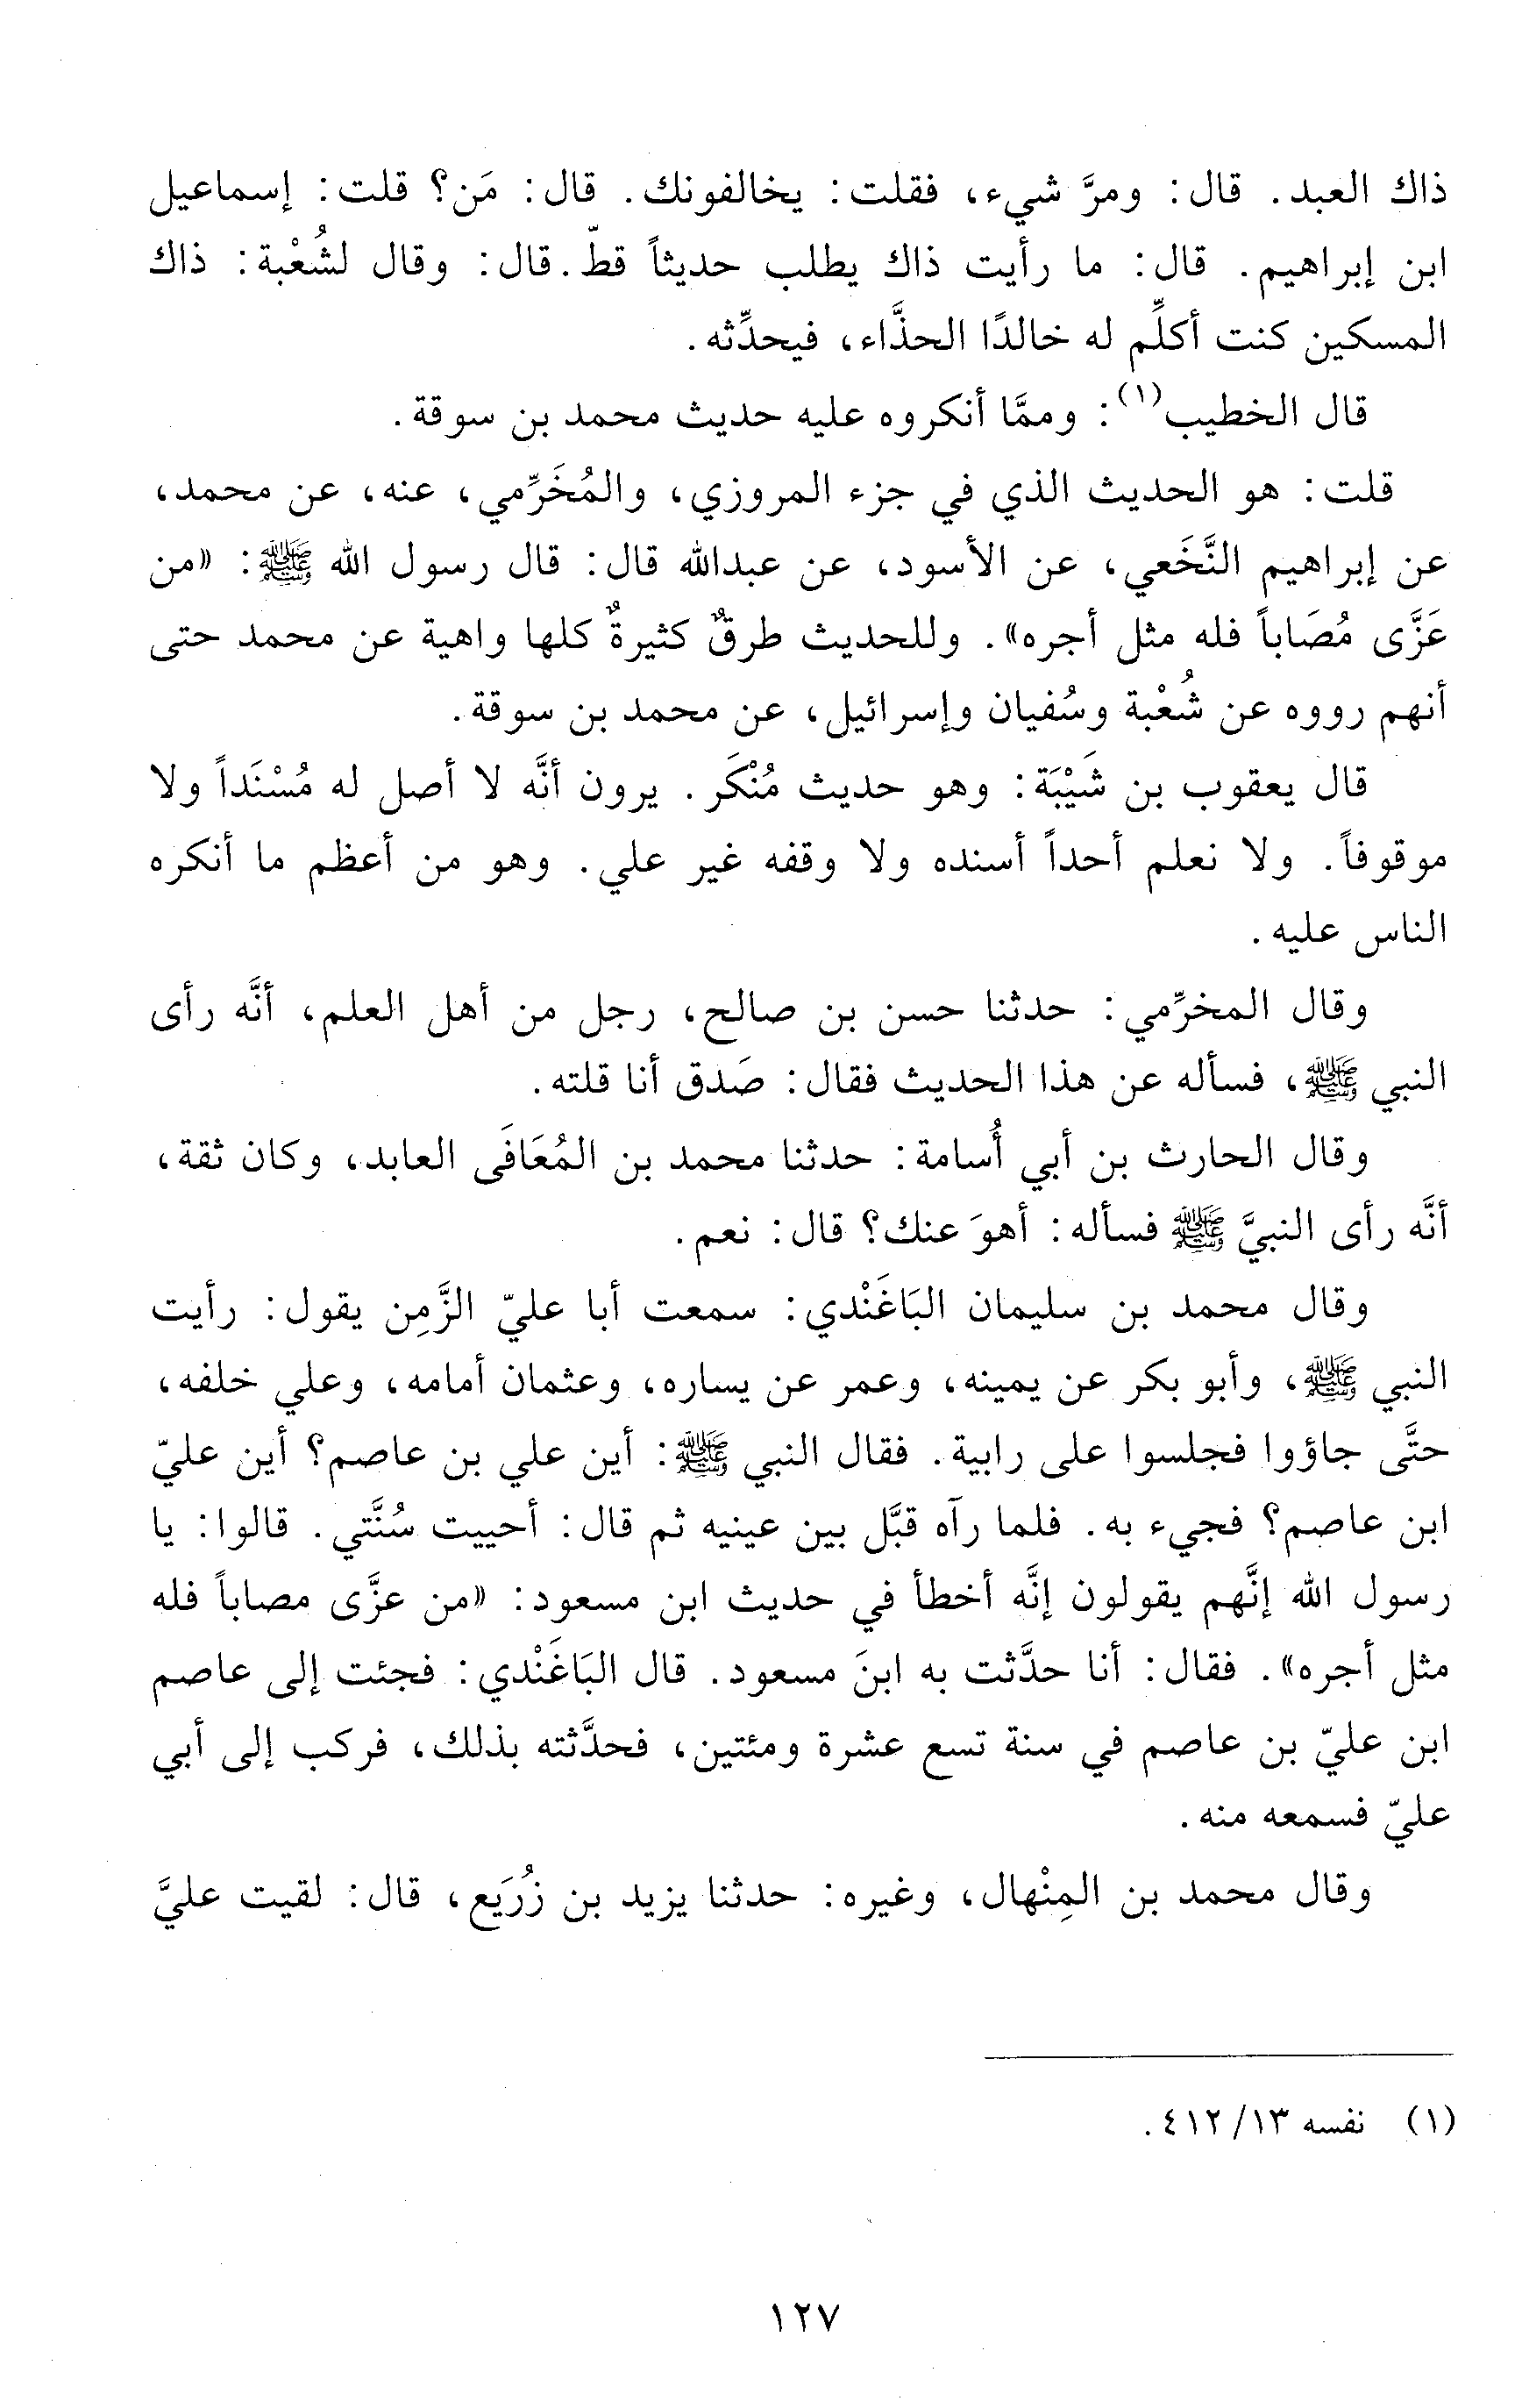 ذاك العبد. قال: ومرَّ شيء، فقلت: يخالفونك. قال: مَن؟ قلت: إسماعيل
ابن إبراهيم. قال: ما رأيت ذاك يطلب حديثاً قطّ. قال: وقال لشُعْبة: ذاك
المسكين كنت أكلِّم له خالدًا الحذَّاء، فيحدِّثه.
قال الخطيب(١): وممَّا أنكروه عليه حديث محمد بن سوقة.
قلت: هو الحديث الذي في جزء المروزي، والمُخَرِّمي، عنه، عن محمد،
عن إبراهيم النَّخَعي، عن الأسود، عن عبدالله قال: قال رسول الله ﷺ: «من
عَزَّى مُصَاباً فله مثل أجره». وللحديث طرقٌ كثيرةٌ كلها واهية عن محمد حتى
أنهم رووه عن شُعْبة وسُفيان وإسرائيل، عن محمد بن سوقة.
قال يعقوب بن شَيْبَة: وهو حديث مُنْكَر. يرون أنَّه لا أصل له مُسْنَداً ولا
موقوفاً. ولا نعلم أحداً أسنده ولا وقفه غير علي. وهو من أعظم ما أنكره
الناس عليه.
وقال المخرِّمي: حدثنا حسن بن صالح، رجل من أهل العلم، أنَّه رأى
النبي ﷺ، فسأله عن هذا الحديث فقال: صَدق أنا قلته.
وقال الحارث بن أبي أُسامة: حدثنا محمد بن المُعَافَى العابد، وكان ثقة،
أنَّه رأى النبيَّ ﷺ فسأله: أهوَ عنك؟ قال: نعم.
وقال محمد بن سليمان البَاغَنْدي: سمعت أبا عليّ الزَّمِن يقول: رأيت
النبي ﷺ، وأبو بكر عن يمينه، وعمر عن يساره، وعثمان أمامه، وعلي خلفه،
حتَّى جاؤوا فجلسوا على رابية. فقال النبي ﷺ: أين علي بن عاصم؟ أين عليّ
ابن عاصم؟ فجيء به. فلما رآه قبَّل بين عينيه ثم قال: أحييت سُنَّتي. قالوا: يا
رسول الله إنَّهم يقولون إنَّه أخطأ في حديث ابن مسعود: «من عزَّى مصاباً فله
مثل أجره». فقال: أنا حدَّثت به ابنَ مسعود. قال البَاغَنْدي: فجئت إلى عاصم
ابن عليّ بن عاصم في سنة تسع عشرة ومئتين، فحدَّثته بذلك، فركب إلى أبي
عليّ فسمعه منه.
وقال محمد بن المِنْهال، وغيره: حدثنا يزيد بن زُرَيع، قال: لقيت عليَّ
(١) نفسه ١٣/ ٤١٢.
١٢٧